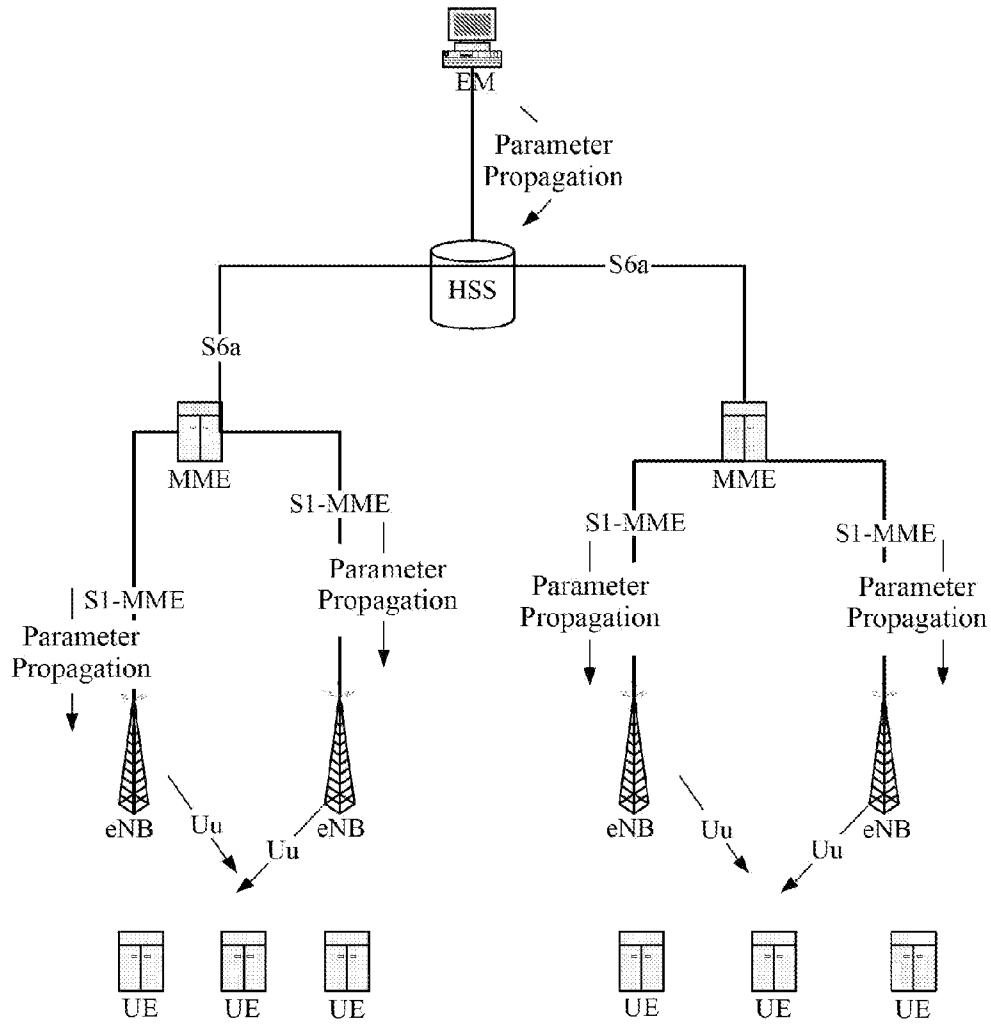 EM
Parameter
Propagation
S6a
HSS
S6a
MME
MME
S1-MME
S1-MME
S1-MME
Parameter
Propagation
Parameter
Propagation
Parameter
Propagation
S1-MME
Parameter
Propagation
eNB
Uu
Uu
eNB
eNB
Uu
Uu
eNB
UE
UE
UE
UE
UE
UE